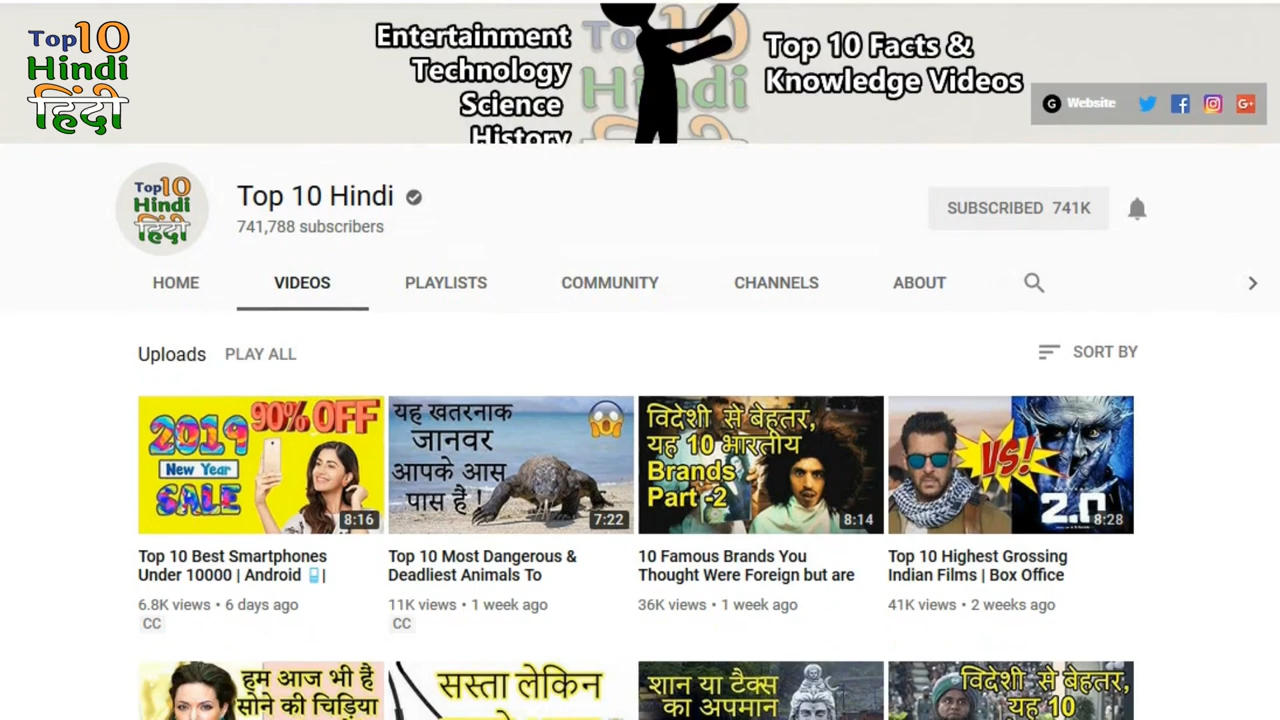 Top 10
Hindi
हिंदी
Entertainment
Technology
Science
History
Top 10 Facts &
Knowledge Videos
G Website
G+
Top 10
Hindi
हिंदी
Top 10 Hindi
741,788 subscribers
SUBSCRIBED 741K
HOME VIDEOS PLAYLISTS COMMUNITY CHANNELS ABOUT
Uploads PLAY ALL SORT BY
2019
90% OFF
New Year
SALE
8:16
यह खतरनाक
जानवर
आपके आस
पास है !
7:22
विदेशी से बेहतर,
यह 10 भारतीय
Brands
Part -2
8:14
VS!
2.0
8:28
Top 10 Best Smartphones
Under 10000 | Android |
6.8K views • 6 days ago
CC
Top 10 Most Dangerous &
Deadliest Animals To
11K views • 1 week ago
CC
10 Famous Brands You
Thought Were Foreign but are
36K views • 1 week ago
Top 10 Highest Grossing
Indian Films | Box Office
41K views • 2 weeks ago
हम आज भी है
सोने की चिड़िया
सस्ता लेकिन
शान या टैक्स
का अपमान
विदेशी से बेहतर,
यह 10